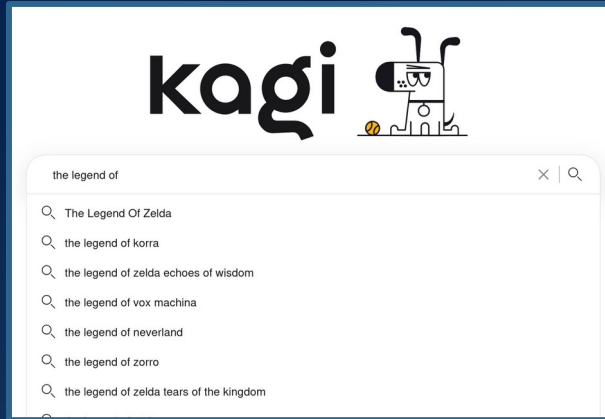 kagi
the legend of
The Legend Of Zelda
the legend of korra
the legend of zelda echoes of wisdom
the legend of vox machina
the legend of neverland
the legend of zorro
the legend of zelda tears of the kingdom